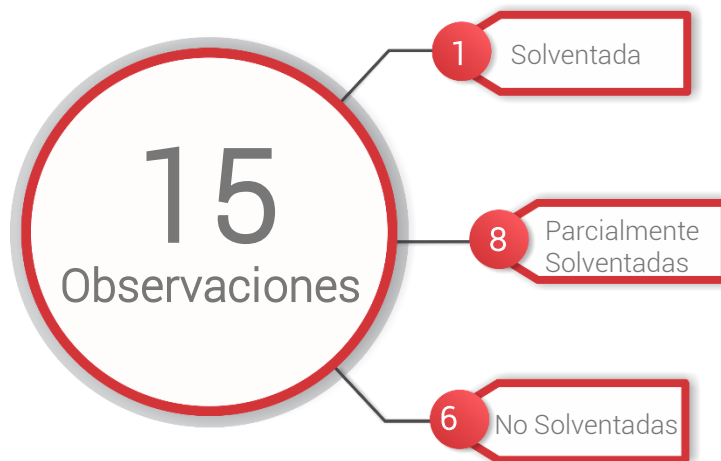 15
Observaciones
1
Solventada
8
Parcialmente
Solventadas
6
No Solventadas